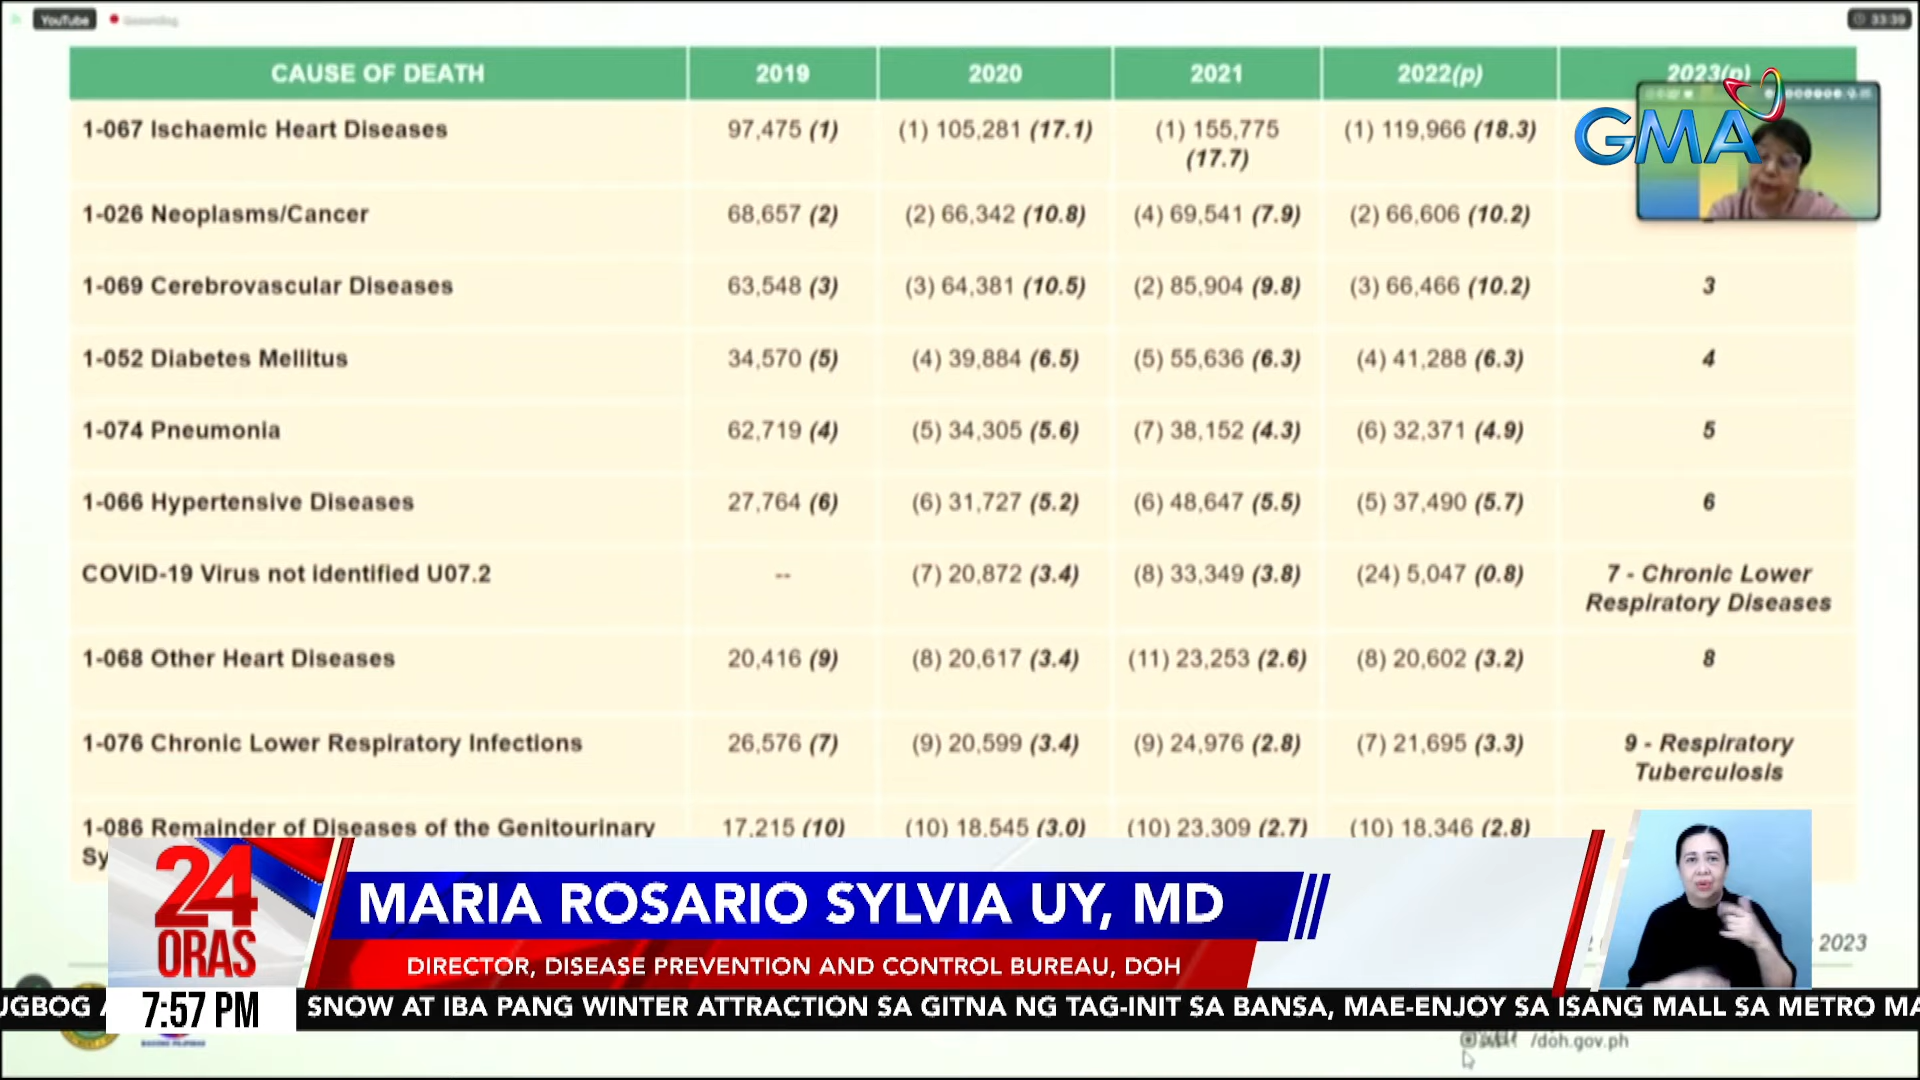 YouTube
33:39
CAUSE OF DEATH 2019 2020 2021 2022(p) 2023(p)
GMA
1-067 Ischaemic Heart Diseases 97,475 (1) (1) 105,281 (17.1) (1) 155,775 (17.7) (1) 119,966 (18.3)
1-026 Neoplasms/Cancer 68,657 (2) (2) 66,342 (10.8) (4) 69,541 (7.9) (2) 66,606 (10.2)
1-069 Cerebrovascular Diseases 63,548 (3) (3) 64,381 (10.5) (2) 85,904 (9.8) (3) 66,466 (10.2) 3
1-052 Diabetes Mellitus 34,570 (5) (4) 39,884 (6.5) (5) 55,636 (6.3) (4) 41,288 (6.3) 4
1-074 Pneumonia 62,719 (4) (5) 34,305 (5.6) (7) 38,152 (4.3) (6) 32,371 (4.9) 5
1-066 Hypertensive Diseases 27,764 (6) (6) 31,727 (5.2) (6) 48,647 (5.5) (5) 37,490 (5.7) 6
COVID-19 Virus not identified U07.2 -- (7) 20,872 (3.4) (8) 33,349 (3.8) (24) 5,047 (0.8) 7 - Chronic Lower Respiratory Diseases
1-068 Other Heart Diseases 20,416 (9) (8) 20,617 (3.4) (11) 23,253 (2.6) (8) 20,602 (3.2) 8
1-076 Chronic Lower Respiratory Infections 26,576 (7) (9) 20,599 (3.4) (9) 24,976 (2.8) (7) 21,695 (3.3) 9 - Respiratory Tuberculosis
1-086 Remainder of Diseases of the Genitourinary 17,215 (10) (10) 18,545 (3.0) (10) 23,309 (2.7) (10) 18,346 (2.8)
Sy
2023
24 ORAS
MARIA ROSARIO SYLVIA UY, MD
DIRECTOR, DISEASE PREVENTION AND CONTROL BUREAU, DOH
7:57 PM
UGBOG A
SNOW AT IBA PANG WINTER ATTRACTION SA GITNA NG TAG-INIT SA BANSA, MAE-ENJOY SA ISANG MALL SA METRO MA
/doh.gov.ph